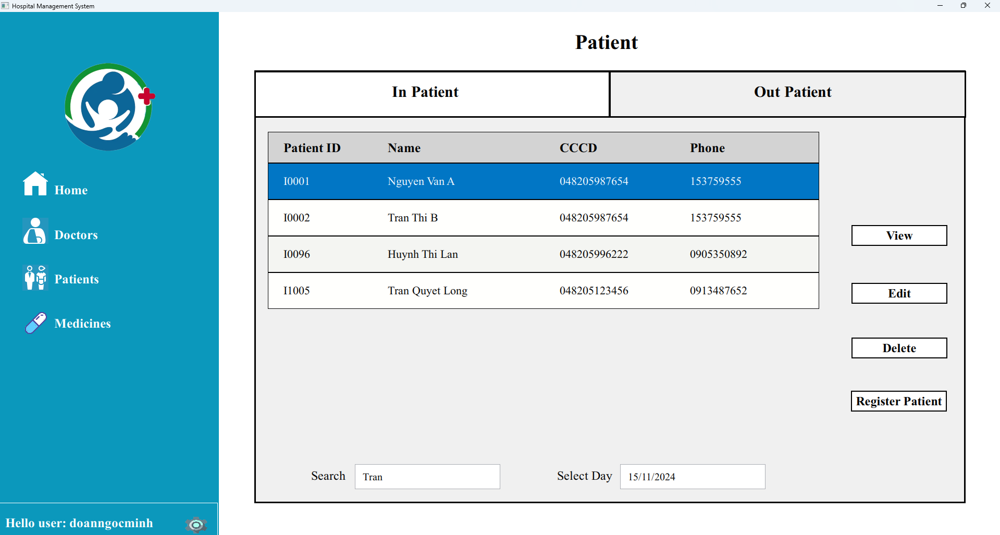 Hospital Management System
Patient
In Patient Out Patient
Patient ID Name CCCD Phone
I0001 Nguyen Van A 048205987654 153759555
I0002 Tran Thi B 048205987654 153759555
I0096 Huynh Thi Lan 048205996222 0905350892
I1005 Tran Quyet Long 048205123456 0913487652
Home
Doctors
Patients
Medicines
View
Edit
Delete
Register Patient
Search Tran Select Day 15/11/2024
Hello user: doanngocminh